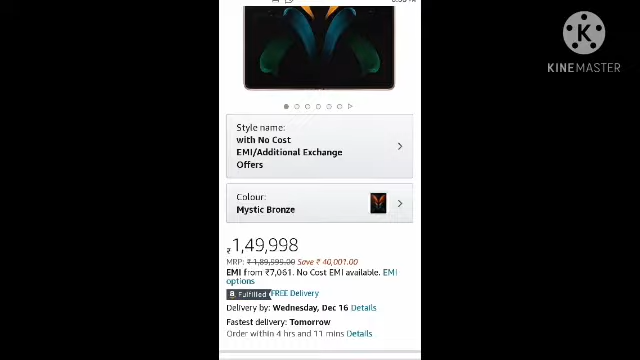 K
KINEMASTER
Style name:
with No Cost
EMI/Additional Exchange
Offers
Colour:
Mystic Bronze
₹1,49,998
MRP: ₹ 1,89,999.00 Save ₹ 40,001.00
EMI from ₹7,061. No Cost EMI available. EMI
options
Fulfilled FREE Delivery
Delivery by: Wednesday, Dec 16 Details
Fastest delivery: Tomorrow
Order within 4 hrs and 11 mins Details